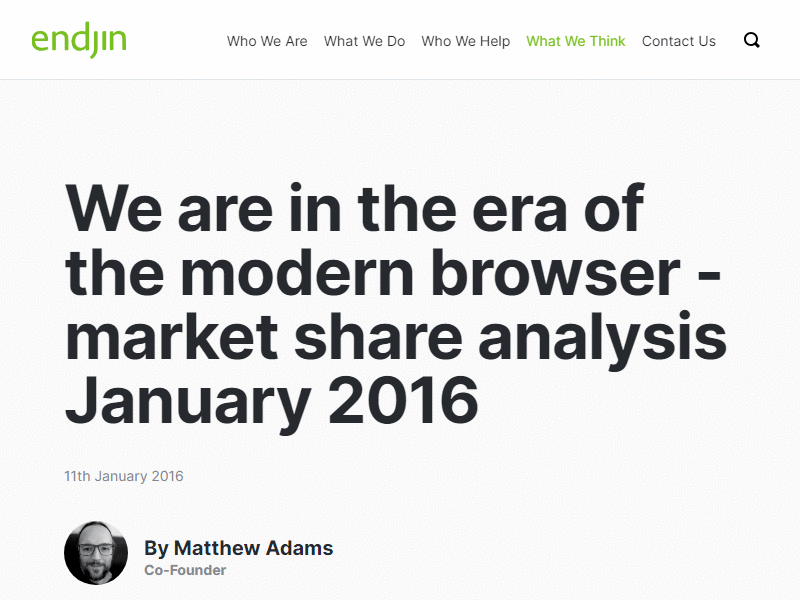 endjin
Who We Are What We Do Who We Help What We Think Contact Us
We are in the era of
the modern browser -
market share analysis
January 2016
11th January 2016
By Matthew Adams
Co-Founder